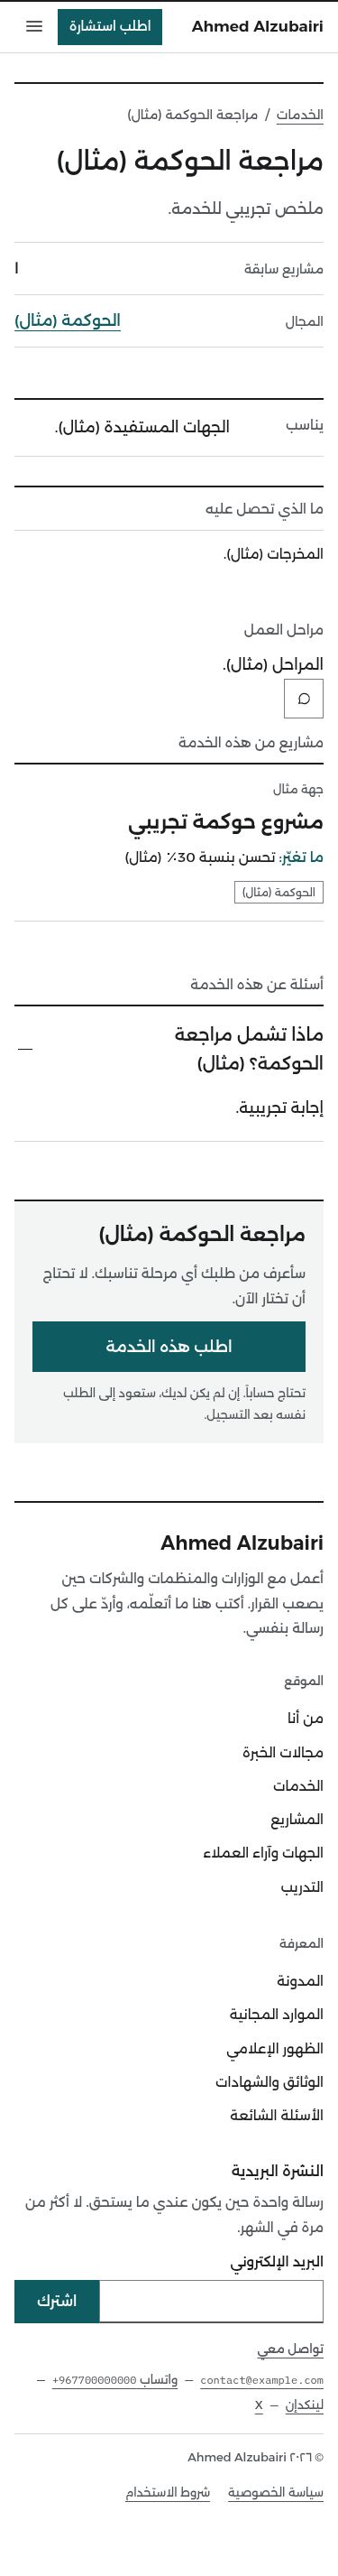 Ahmed Alzubairi
اطلب استشارة
الخدمات / مراجعة الحوكمة (مثال)
مراجعة الحوكمة (مثال)
ملخص تجريبي للخدمة.
مشاريع سابقة ١
المجال الحوكمة (مثال)
يناسب الجهات المستفيدة (مثال).
ما الذي تحصل عليه
المخرجات (مثال).
مراحل العمل
المراحل (مثال).
مشاريع من هذه الخدمة
جهة مثال
مشروع حوكمة تجريبي
ما تغيّر: تحسن بنسبة 30٪ (مثال)
الحوكمة (مثال)
أسئلة عن هذه الخدمة
ماذا تشمل مراجعة
الحوكمة؟ (مثال) —
إجابة تجريبية.
مراجعة الحوكمة (مثال)
سأعرف من طلبك أي مرحلة تناسبك. لا تحتاج
أن تختار الآن.
اطلب هذه الخدمة
تحتاج حساباً. إن لم يكن لديك، ستعود إلى الطلب
نفسه بعد التسجيل.
Ahmed Alzubairi
أعمل مع الوزارات والمنظمات والشركات حين
يصعب القرار. أكتب هنا ما أتعلّمه، وأردّ على كل
رسالة بنفسي.
الموقع
من أنا
مجالات الخبرة
الخدمات
المشاريع
الجهات وآراء العملاء
التدريب
المعرفة
المدونة
الموارد المجانية
الظهور الإعلامي
الوثائق والشهادات
الأسئلة الشائعة
النشرة البريدية
رسالة واحدة حين يكون عندي ما يستحق. لا أكثر من
مرة في الشهر.
البريد الإلكتروني
اشترك
تواصل معي
contact@example.com — واتساب +967700000000 —
لينكدإن — X
© ٢٠٢٦ Ahmed Alzubairi
سياسة الخصوصية شروط الاستخدام